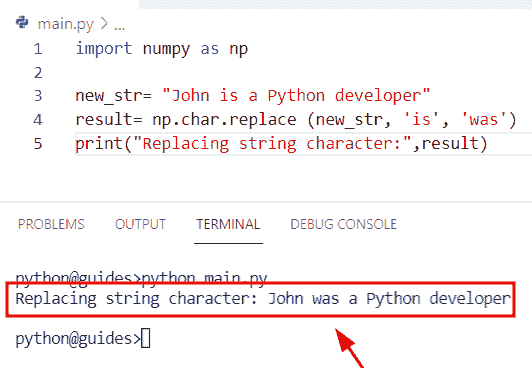 main.py > ...
1 import numpy as np
2
3 new_str= "John is a Python developer"
4 result= np.char.replace (new_str, 'is', 'was')
5 print("Replacing string character:",result)
PROBLEMS OUTPUT TERMINAL DEBUG CONSOLE
python@guides>python main.py
Replacing string character: John was a Python developer
python@guides>